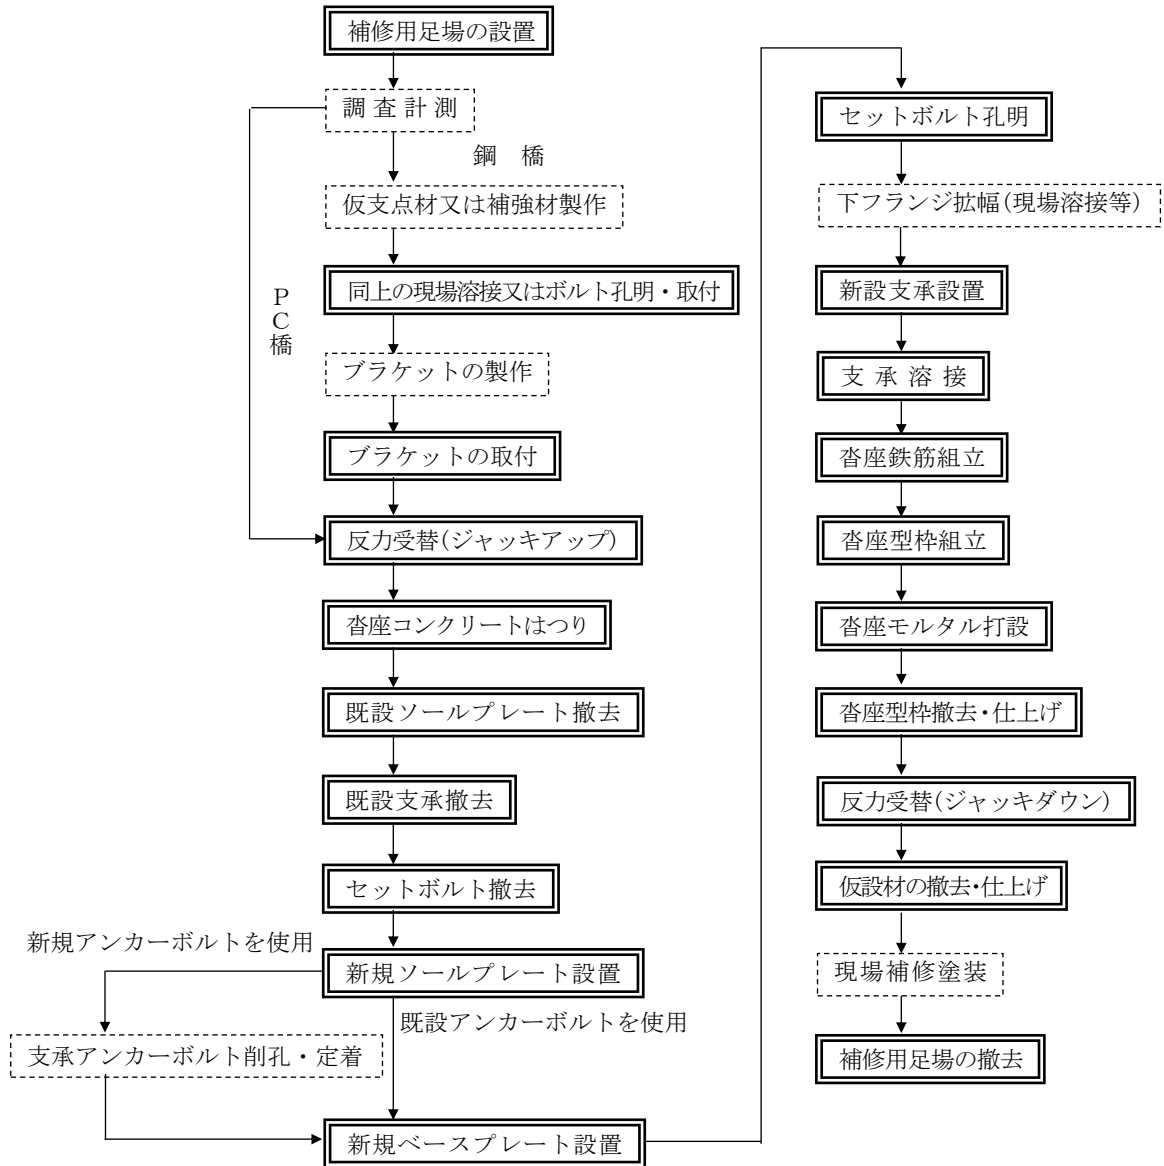 補修用足場の設置
調査計測
鋼　橋
仮支点材又は補強材製作
同上の現場溶接又はボルト孔明・取付
PC橋
ブラケットの製作
ブラケットの取付
反力受替(ジャッキアップ)
沓座コンクリートはつり
既設ソールプレート撤去
既設支承撤去
セットボルト撤去
新規アンカーボルトを使用
新規ソールプレート設置
既設アンカーボルトを使用
支承アンカーボルト削孔・定着
新規ベースプレート設置
セットボルト孔明
下フランジ拡幅(現場溶接等)
新設支承設置
支承溶接
沓座鉄筋組立
沓座型枠組立
沓座モルタル打設
沓座型枠撤去・仕上げ
反力受替(ジャッキダウン)
仮設材の撤去・仕上げ
現場補修塗装
補修用足場の撤去